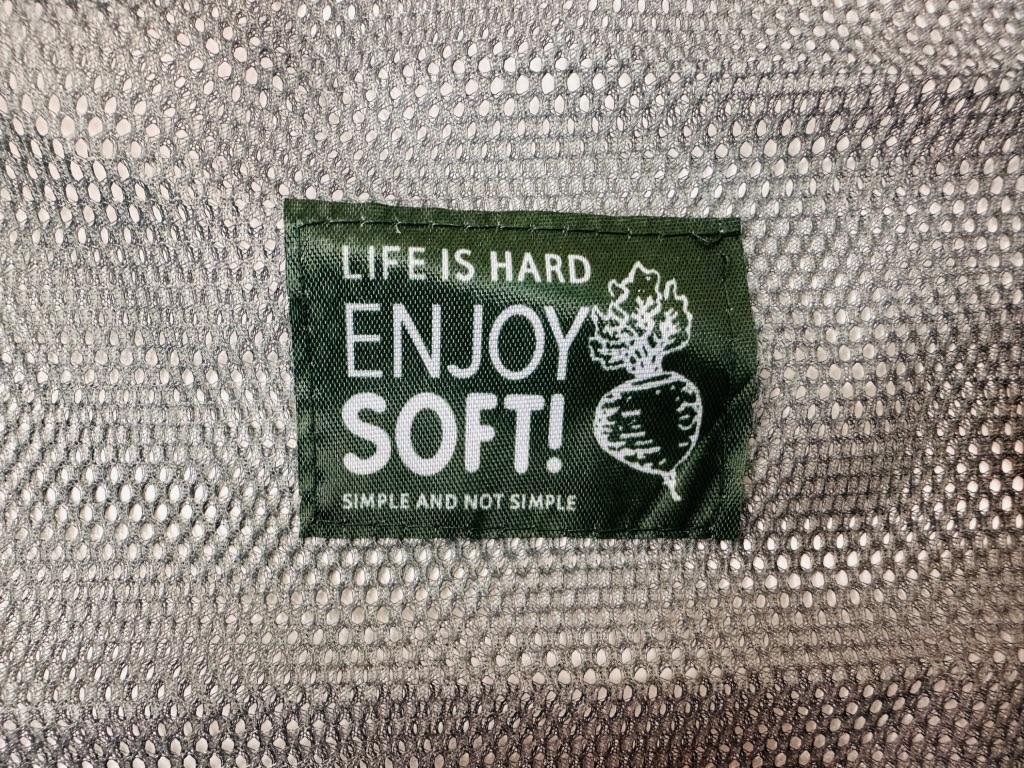 LIFE IS HARD
ENJOY
SOFT!
SIMPLE AND NOT SIMPLE